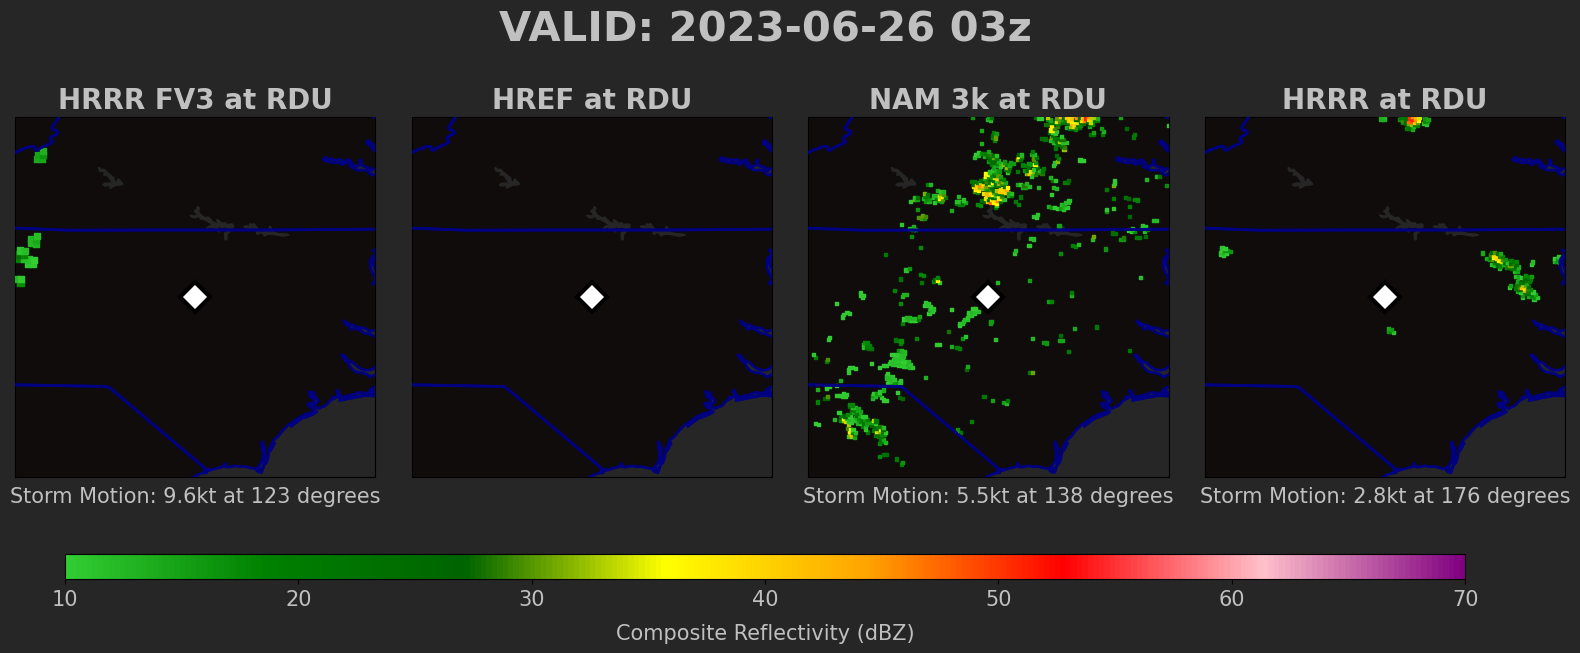 VALID: 2023-06-26 03z
HRRR FV3 at RDU
HREF at RDU
NAM 3k at RDU
HRRR at RDU
Storm Motion: 9.6kt at 123 degrees
Storm Motion: 5.5kt at 138 degrees
Storm Motion: 2.8kt at 176 degrees
10 20 30 40 50 60 70
Composite Reflectivity (dBZ)